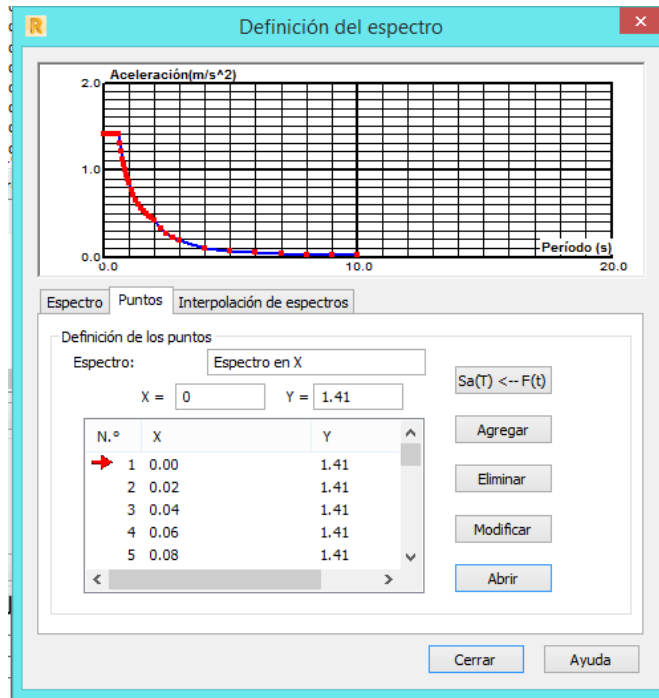 Definición del espectro
Aceleración(m/s^2)
2.0
1.0
0.0
Período (s)
0.0 10.0 20.0
Espectro Puntos Interpolación de espectros
Definición de los puntos
Espectro: Espectro en X
X = 0 Y = 1.41
Sa(T) <-- F(t)
Agregar
Eliminar
Modificar
Abrir
N.º X Y
1 0.00 1.41
2 0.02 1.41
3 0.04 1.41
4 0.06 1.41
5 0.08 1.41
Cerrar Ayuda